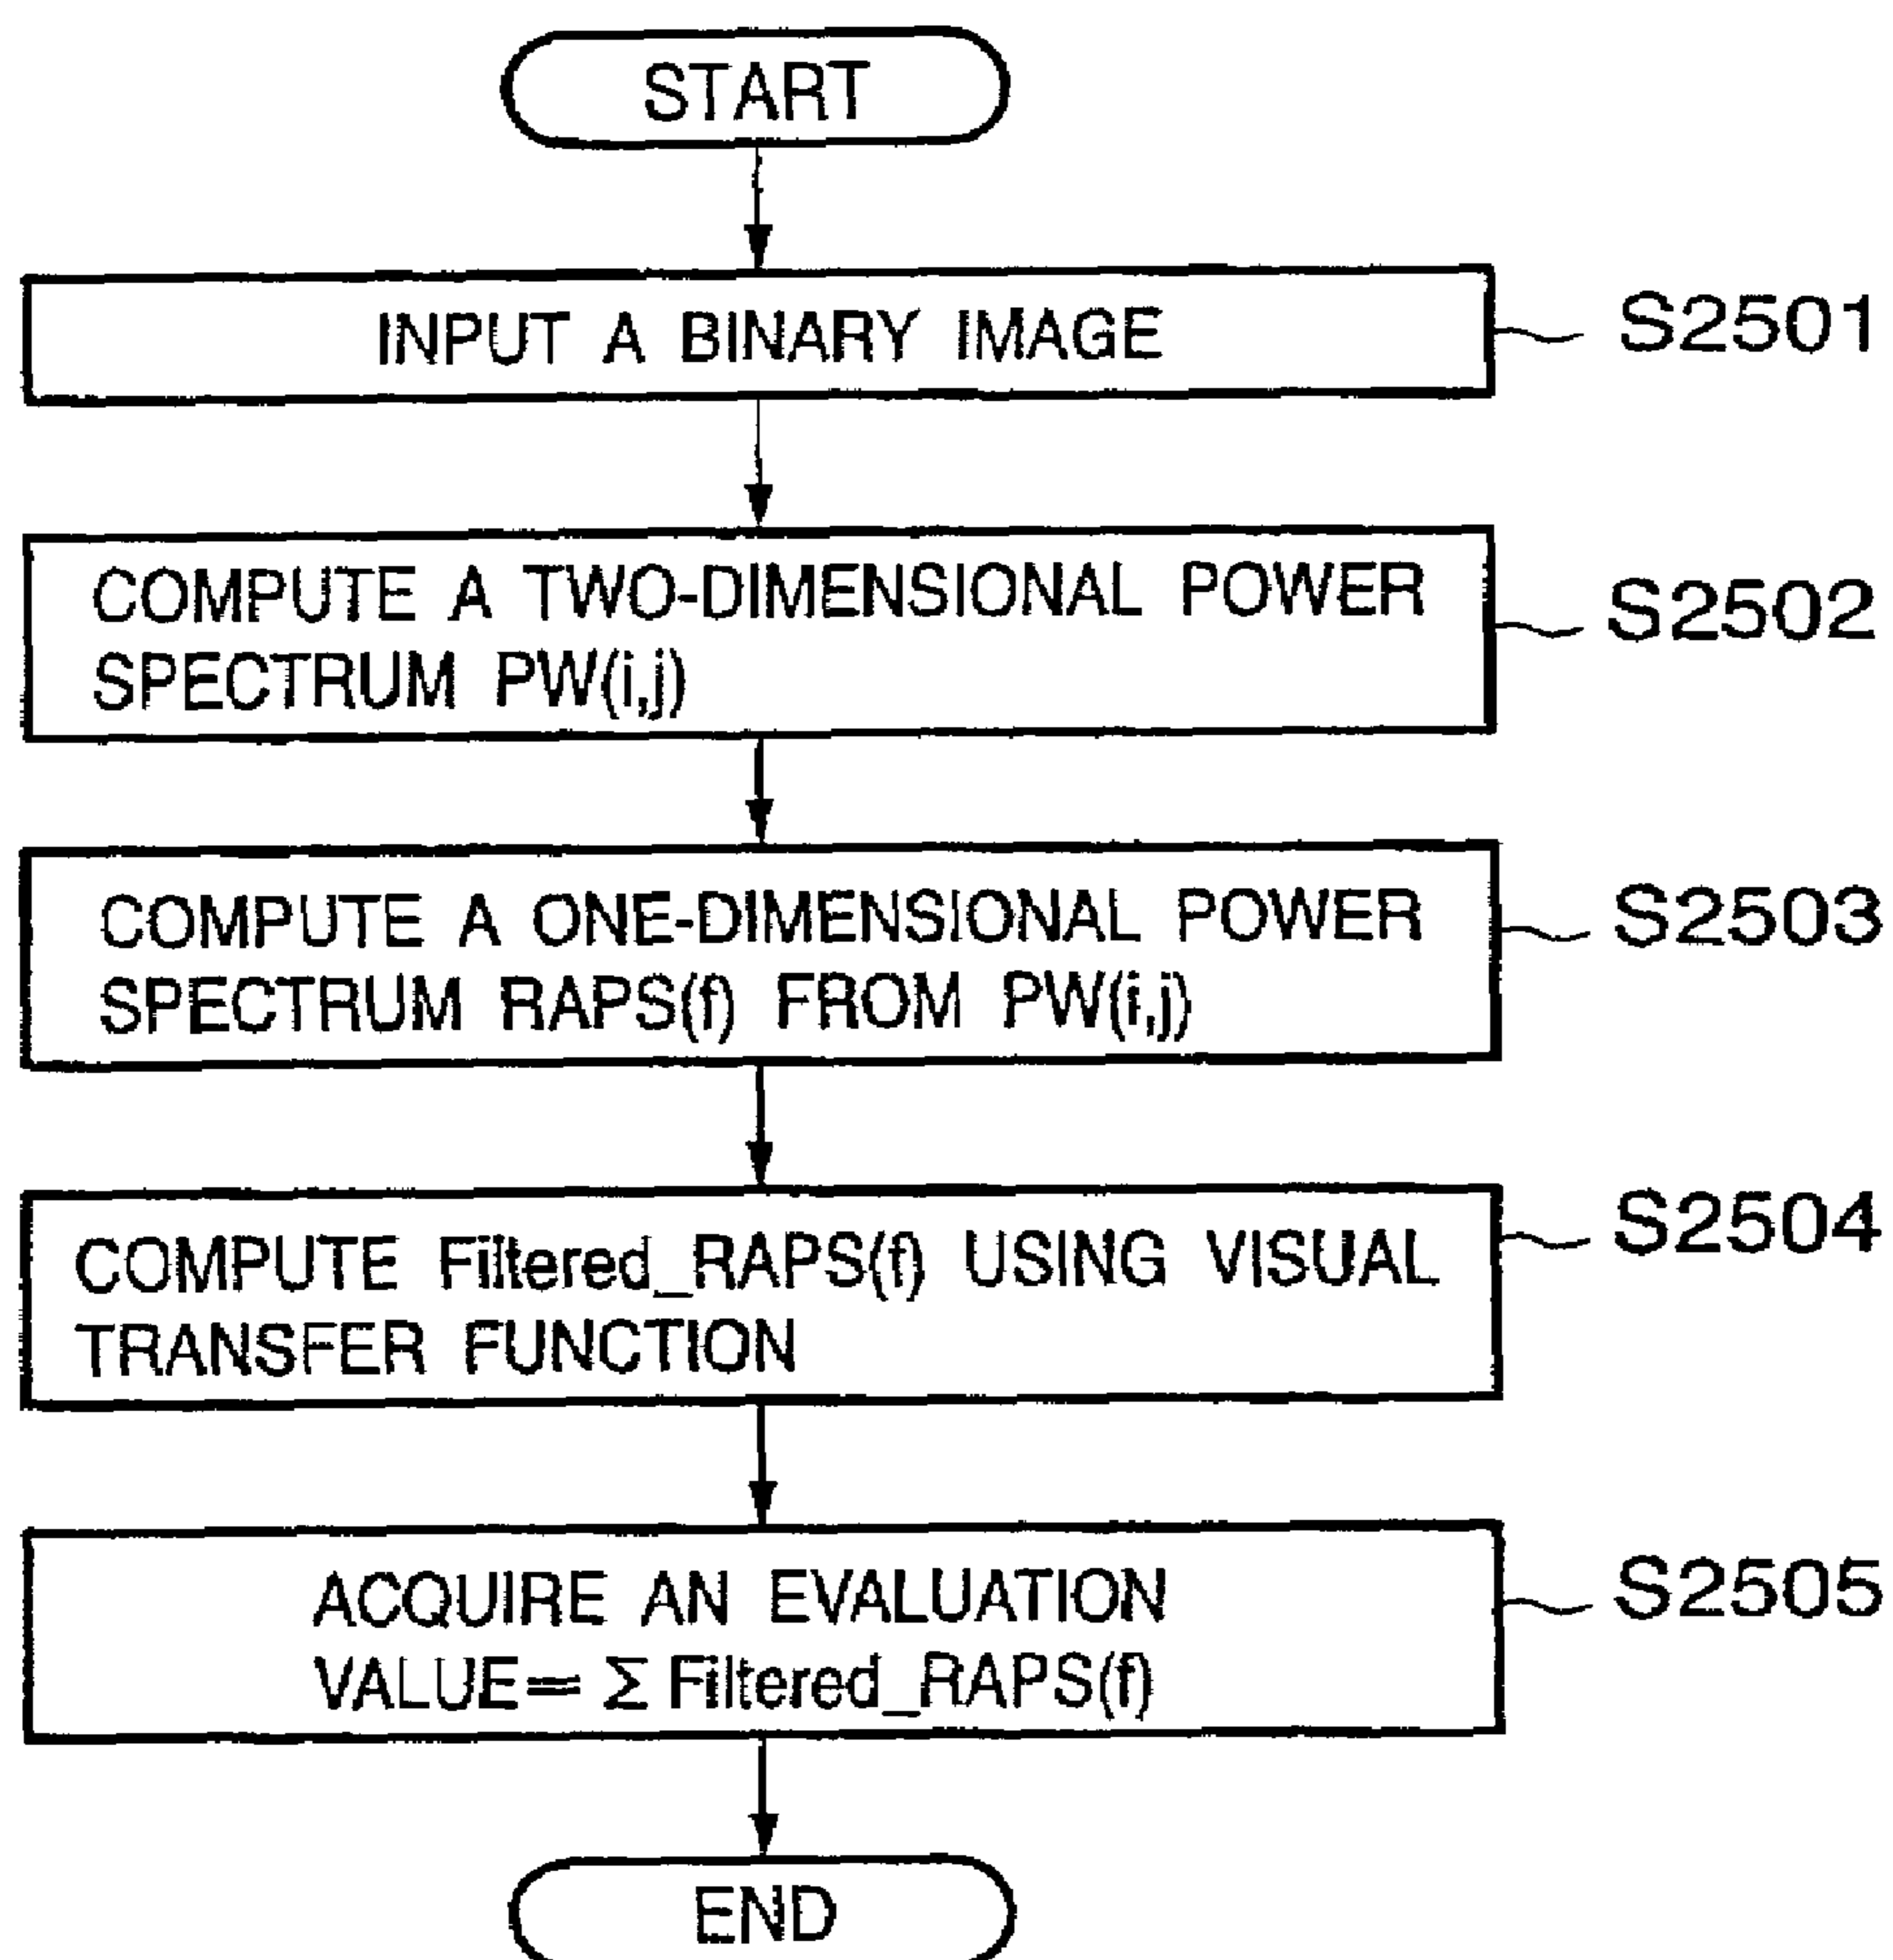 START
INPUT A BINARY IMAGE
S2501
COMPUTE A TWO-DIMENSIONAL POWER
SPECTRUM PW(i,j)
S2502
COMPUTE A ONE-DIMENSIONAL POWER
SPECTRUM RAPS(f) FROM PW(i,j)
S2503
COMPUTE Filtered_RAPS(f) USING VISUAL
TRANSFER FUNCTION
S2504
ACQUIRE AN EVALUATION
VALUE= Σ Filtered_RAPS(f)
S2505
END